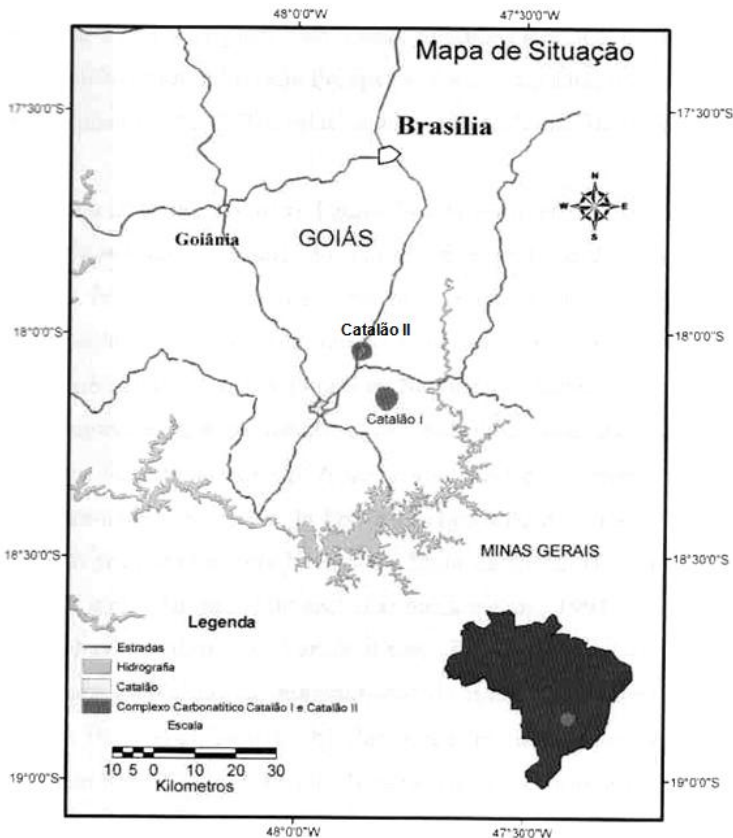 48°0'0"W
47°30'0"W
Mapa de Situação
17°30'0"S
17°30'0"S
Brasília
N
W
E
S
Goiânia
GOIÁS
18°0'0"S
18°0'0"S
Catalão II
Catalão I
18°30'0"S
18°30'0"S
MINAS GERAIS
Legenda
Estradas
Hidrografia
Catalão
Complexo Carbonatítico Catalão I e Catalão II
Escala
10 5 0 10 20 30
Kilometros
19°0'0"S
19°0'0"S
48°0'0"W
47°30'0"W